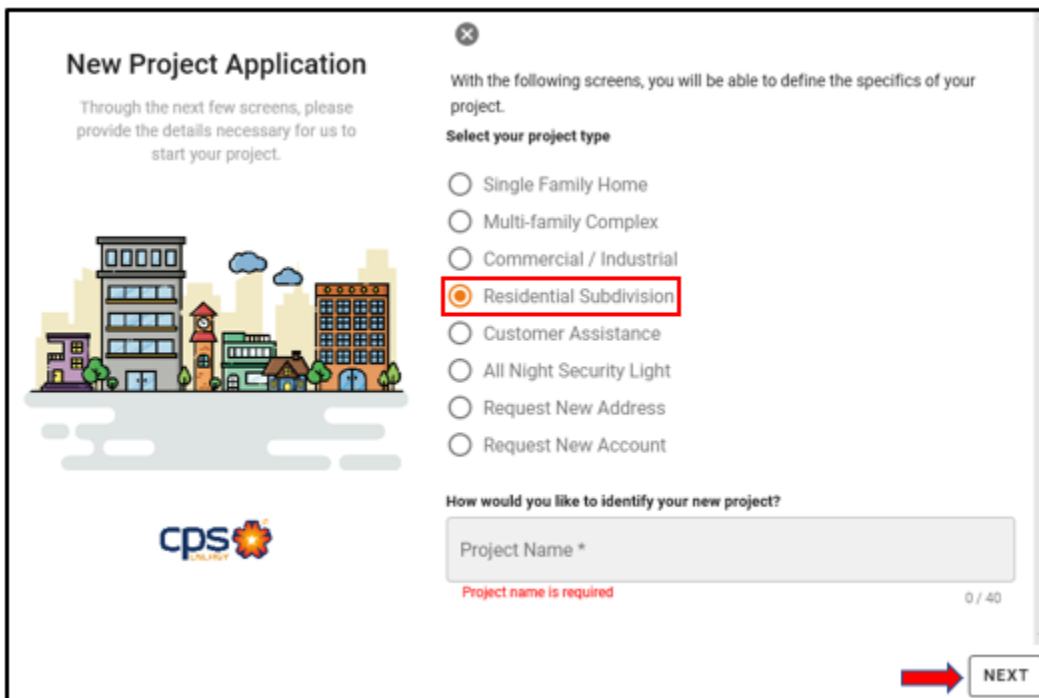 New Project Application
Through the next few screens, please
provide the details necessary for us to
start your project.
cps
ENERGY
With the following screens, you will be able to define the specifics of your
project.
Select your project type
Single Family Home
Multi-family Complex
Commercial / Industrial
Residential Subdivision
Customer Assistance
All Night Security Light
Request New Address
Request New Account
How would you like to identify your new project?
Project Name *
Project name is required
0 / 40
NEXT